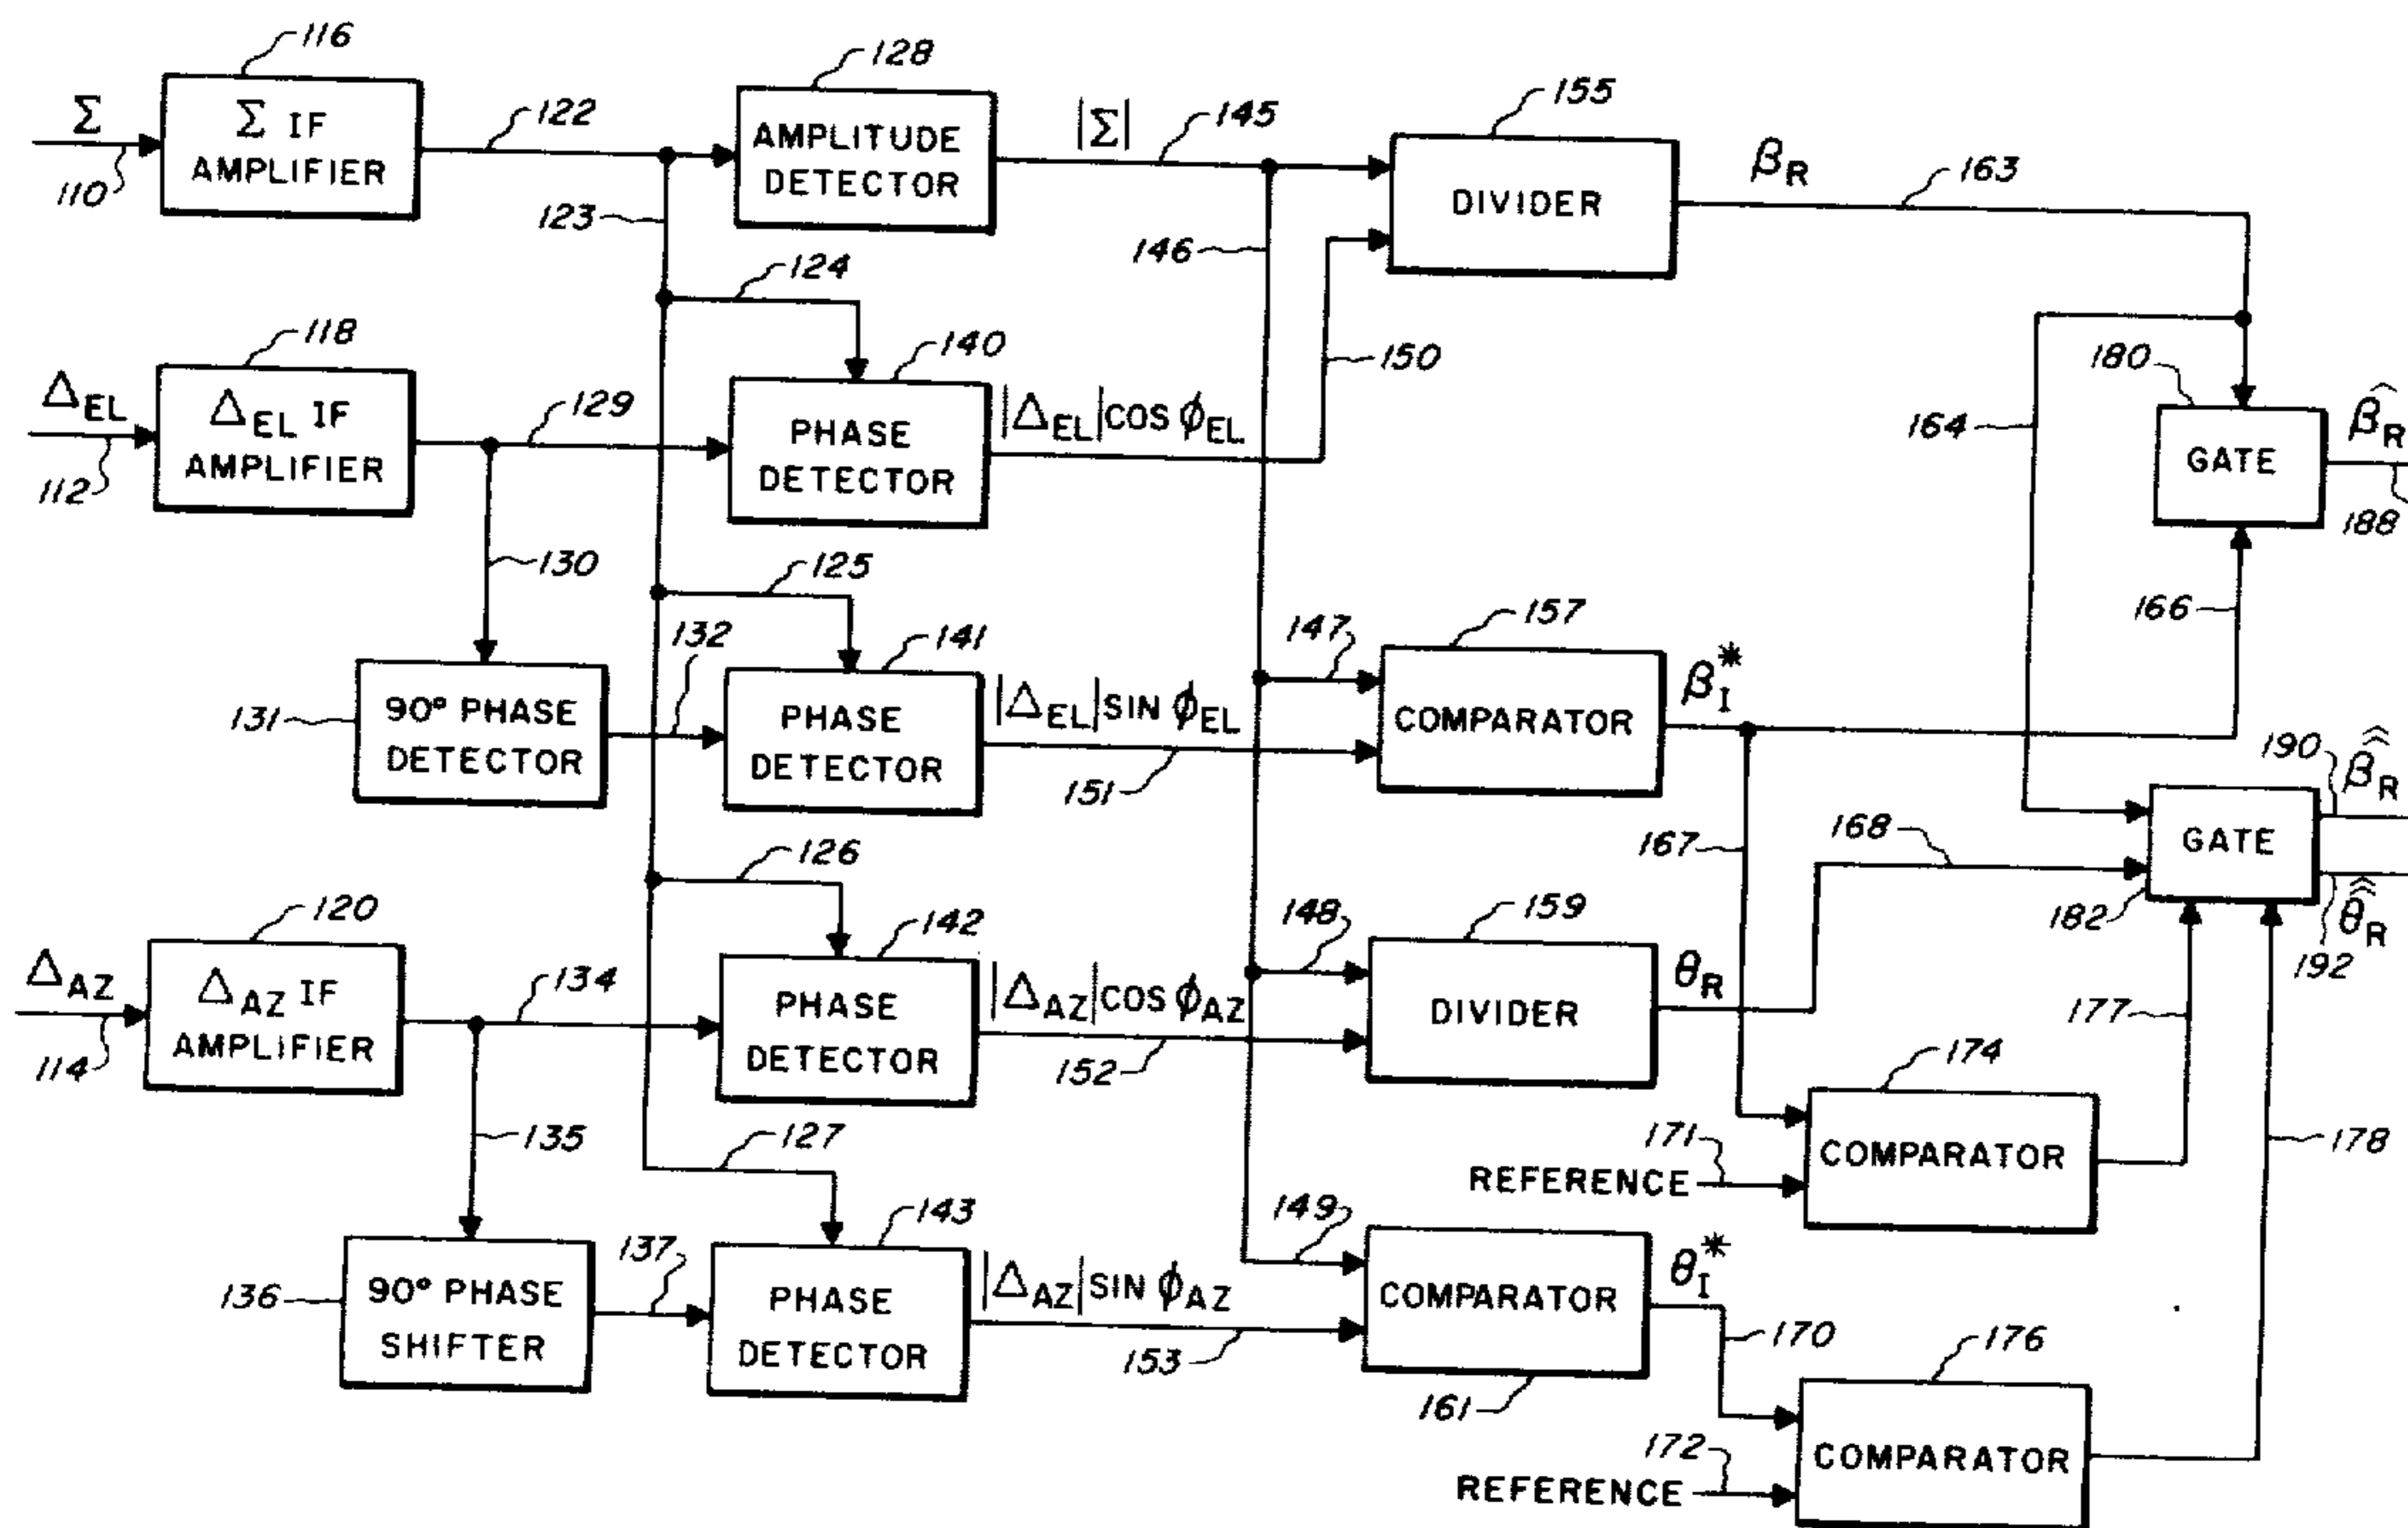 116
Σ
Σ IF
AMPLIFIER
110
122
123
128
AMPLITUDE
DETECTOR
|Σ|
145
146
155
DIVIDER
β_R
163
124
118
Δ_EL
Δ_EL IF
AMPLIFIER
112
129
140
PHASE
DETECTOR
|Δ_EL| COS φ_EL
150
164
180
GATE
β̂_R
188
130
125
166
131
90° PHASE
DETECTOR
132
141
PHASE
DETECTOR
|Δ_EL| SIN φ_EL
151
147
157
COMPARATOR
β_I*
167
190
β̂̂_R
168
GATE
182
θ̂̂_R
192
126
120
Δ_AZ
Δ_AZ IF
AMPLIFIER
114
134
142
PHASE
DETECTOR
|Δ_AZ| COS φ_AZ
152
148
159
DIVIDER
θ_R
177
174
COMPARATOR
171
REFERENCE
178
135
127
136
90° PHASE
SHIFTER
137
143
PHASE
DETECTOR
|Δ_AZ| SIN φ_AZ
153
149
COMPARATOR
161
θ_I*
170
176
COMPARATOR
172
REFERENCE